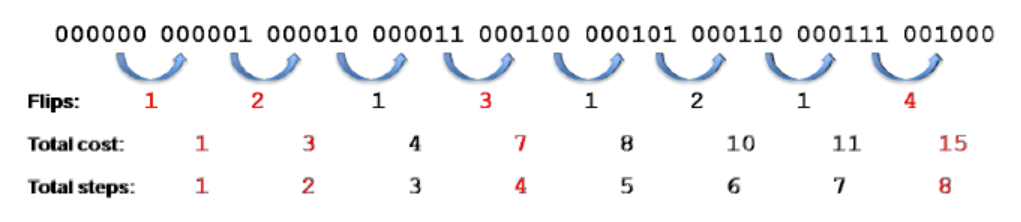 000000 000001 000010 000011 000100 000101 000110 000111 001000
Flips: 1 2 1 3 1 2 1 4
Total cost: 1 3 4 7 8 10 11 15
Total steps: 1 2 3 4 5 6 7 8